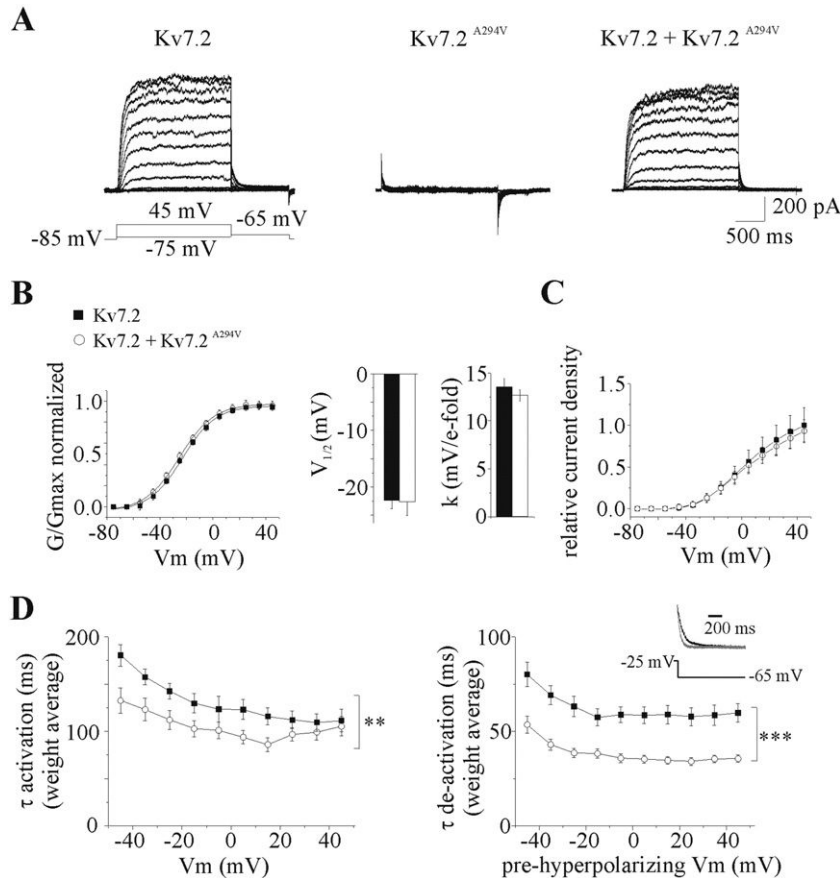 A
Kv7.2
Kv7.2 A294V
Kv7.2 + Kv7.2 A294V
45 mV
-65 mV
-85 mV
-75 mV
200 pA
500 ms
B
Kv7.2
Kv7.2 + Kv7.2 A294V
G/Gmax normalized
1.0
0.5
0.0
-80
-40
0
40
Vm (mV)
V1/2 (mV)
0
-10
-20
k (mV/e-fold)
15
10
5
0
C
relative current density
1.5
1.0
0.5
0.0
-80
-40
0
40
Vm (mV)
D
τ activation (ms)
(weight average)
200
100
0
-40
-20
0
20
40
Vm (mV)
**
τ de-activation (ms)
(weight average)
100
50
0
-40
-20
0
20
40
pre-hyperpolarizing Vm (mV)
200 ms
-25 mV
-65 mV
***